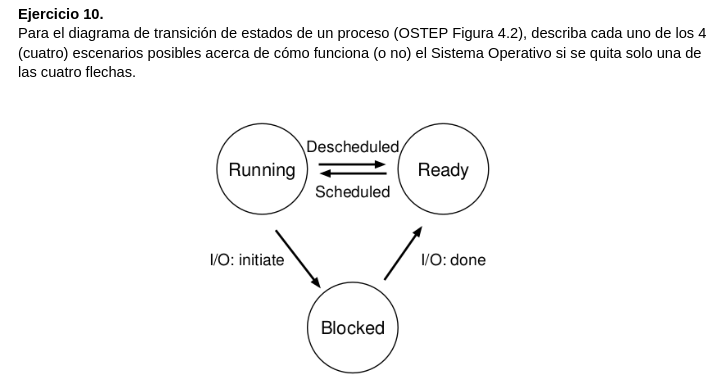 Ejercicio 10.
Para el diagrama de transición de estados de un proceso (OSTEP Figura 4.2), describa cada uno de los 4
(cuatro) escenarios posibles acerca de cómo funciona (o no) el Sistema Operativo si se quita solo una de
las cuatro flechas.
Descheduled
Running
Ready
Scheduled
I/O: initiate
I/O: done
Blocked